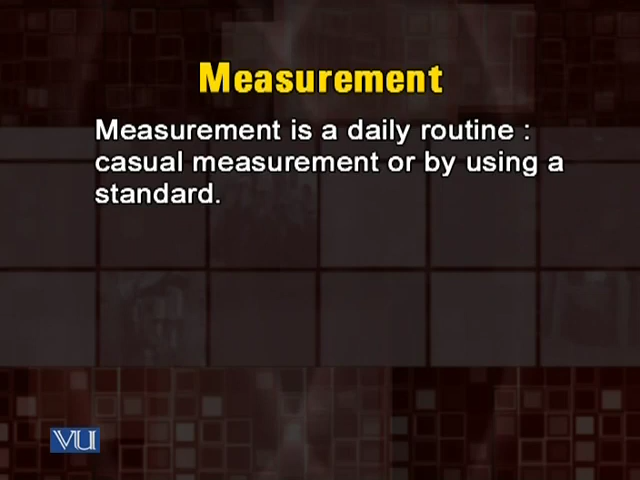 Measurement
Measurement is a daily routine :
casual measurement or by using a
standard.
VU